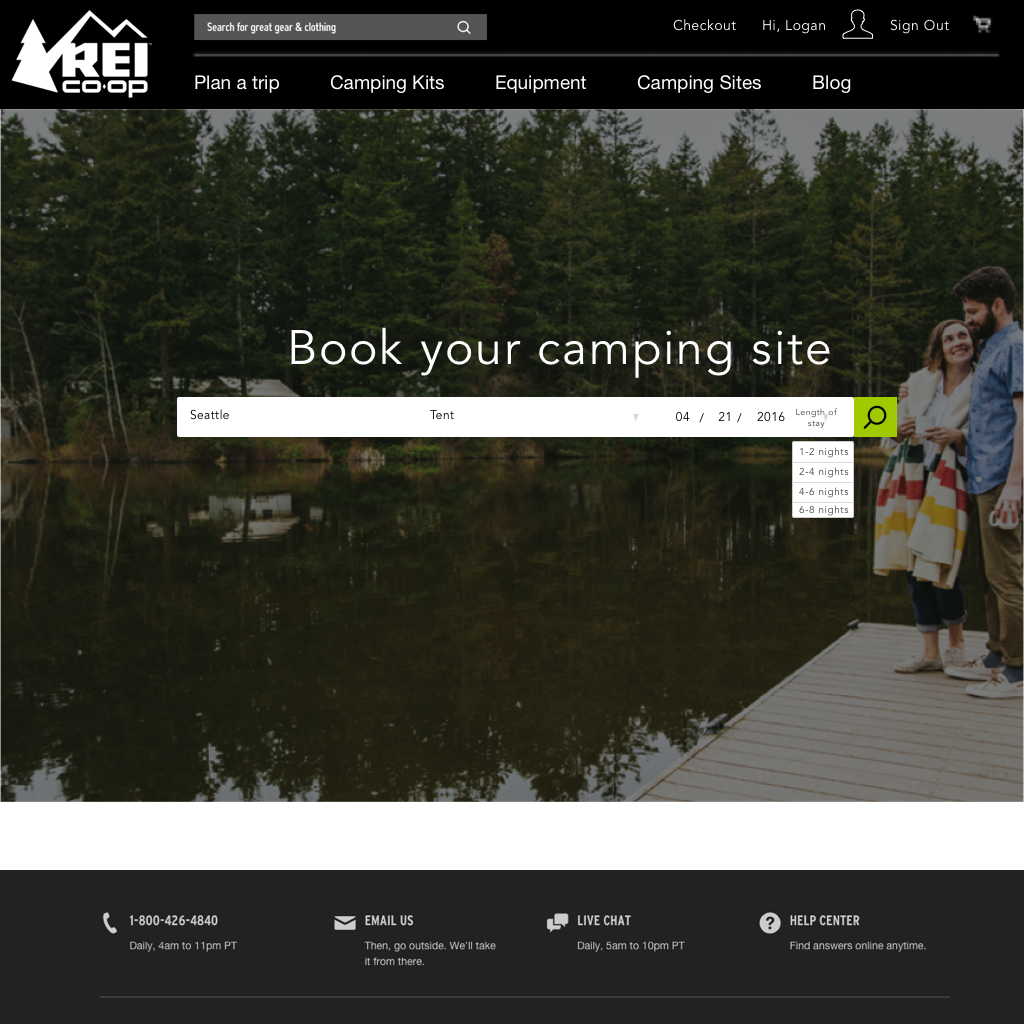 REI
co·op
Search for great gear & clothing
Checkout
Hi, Logan
Sign Out
Plan a trip
Camping Kits
Equipment
Camping Sites
Blog
Book your camping site
Seattle
Tent
04 / 21 / 2016
Length of
stay
1-2 nights
2-4 nights
4-6 nights
6-8 nights
1-800-426-4840
Daily, 4am to 11pm PT
EMAIL US
Then, go outside. We'll take
it from there.
LIVE CHAT
Daily, 5am to 10pm PT
HELP CENTER
Find answers online anytime.